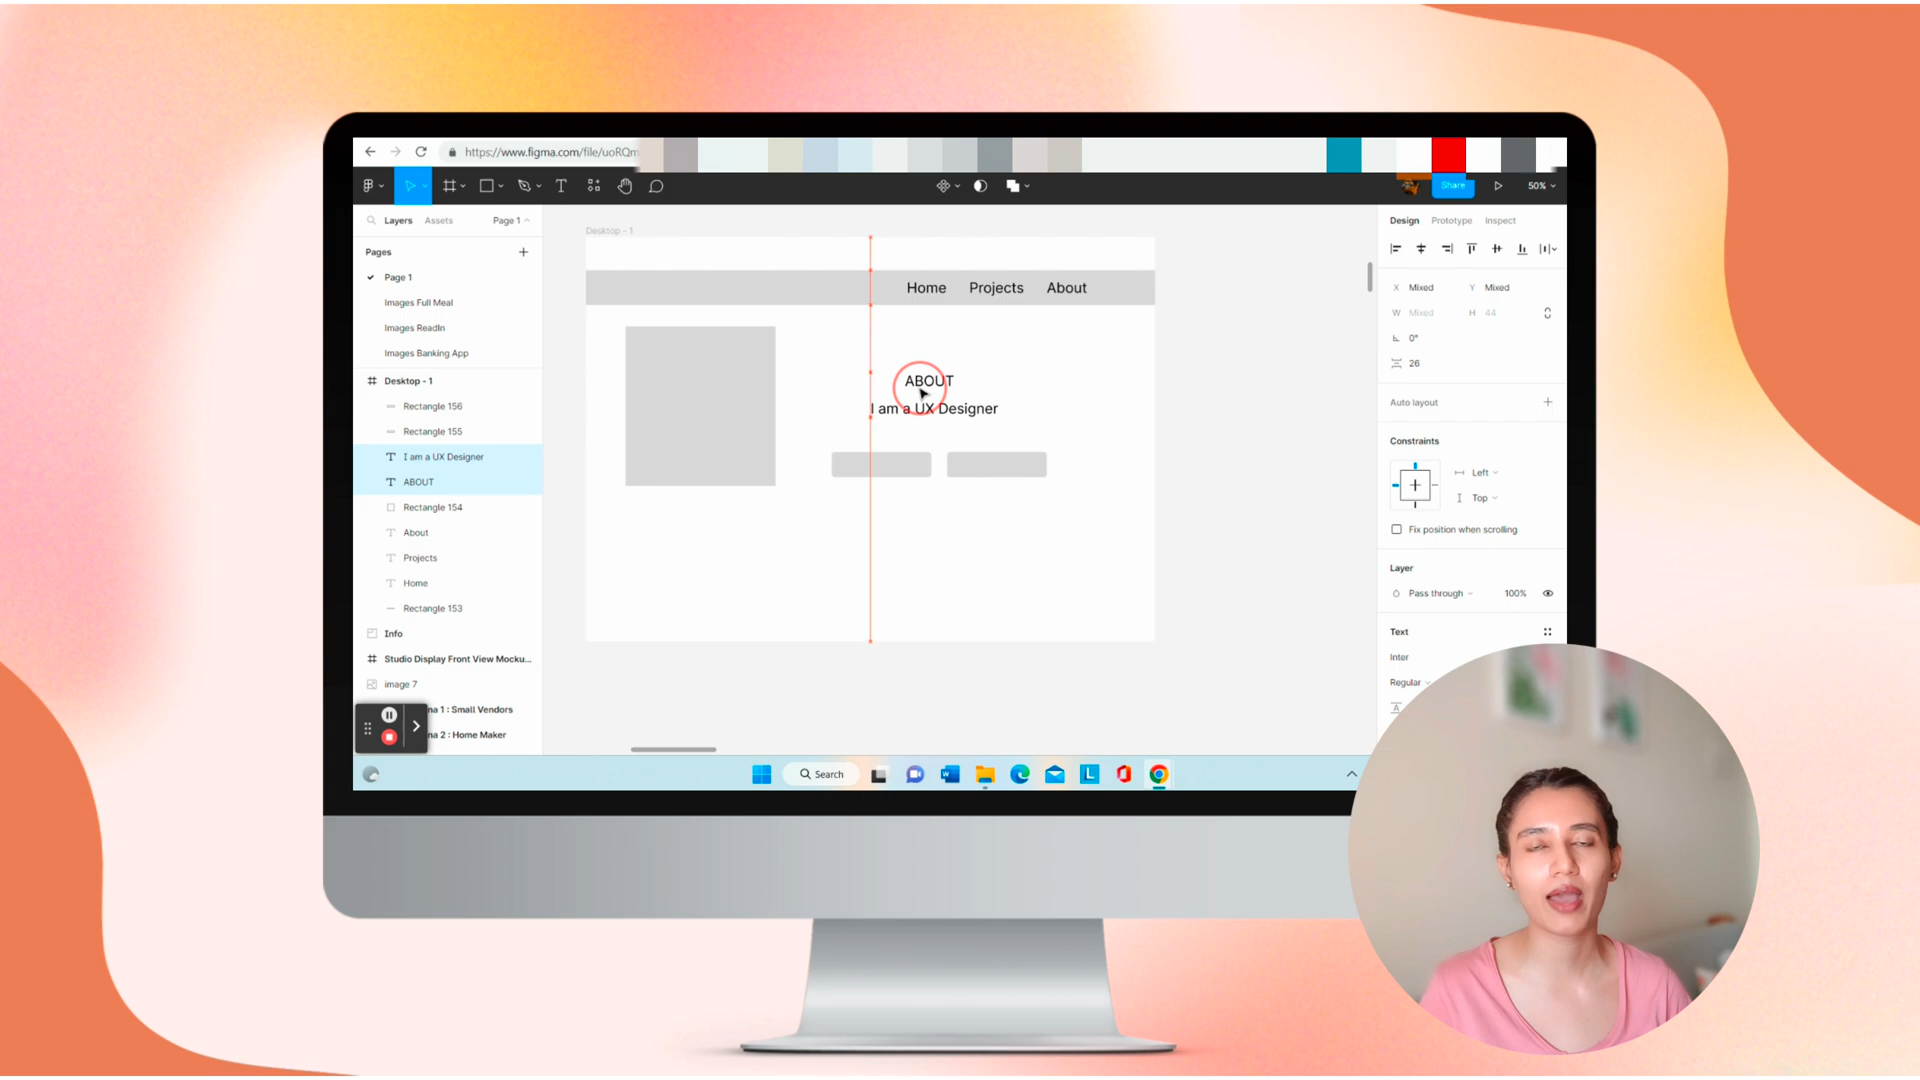 https://www.figma.com/file/uoRQm
Share
50%
Layers Assets Page 1
Pages
Page 1
Images Full Meal
Images ReadIn
Images Banking App
Desktop - 1
Rectangle 156
Rectangle 155
I am a UX Designer
ABOUT
Rectangle 154
About
Projects
Home
Rectangle 153
Info
Studio Display Front View Mocku...
image 7
na 1 : Small Vendors
na 2 : Home Maker
Desktop - 1
Home Projects About
ABOUT
I am a UX Designer
Design Prototype Inspect
X Mixed Y Mixed
W Mixed H 44
0°
26
Auto layout
Constraints
Left
Top
Fix position when scrolling
Layer
Pass through 100%
Text
Inter
Regular
Search